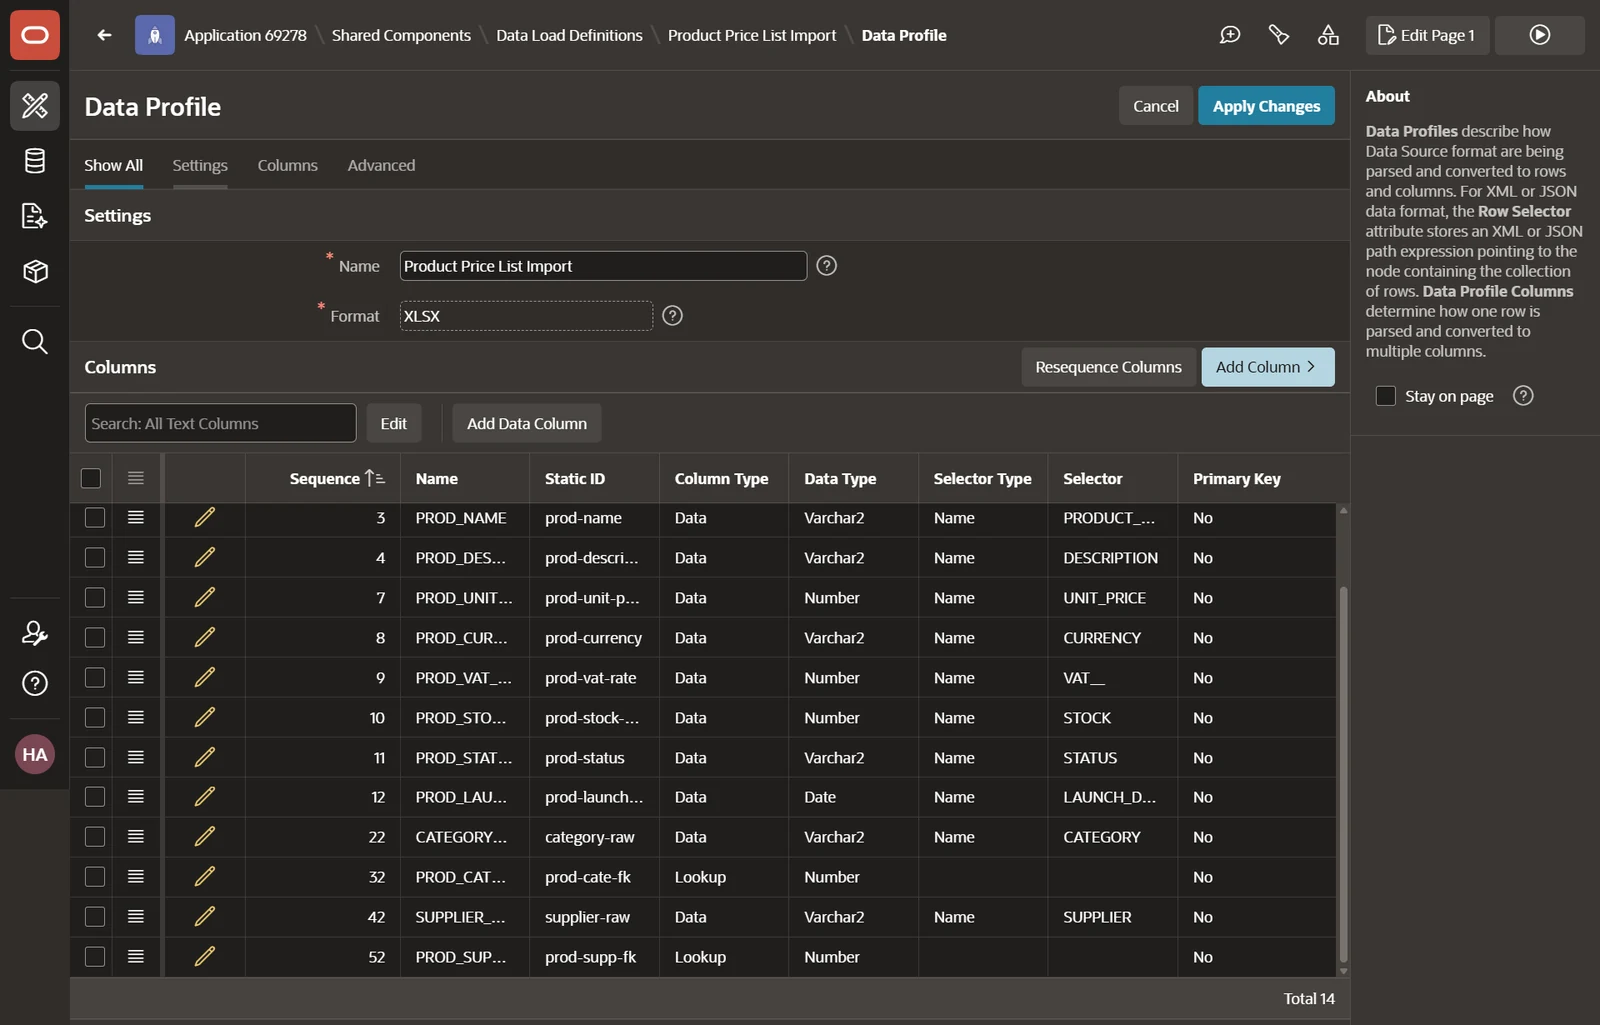 Application 69278 \ Shared Components \ Data Load Definitions \ Product Price List Import \ Data Profile
Edit Page 1
Data Profile
Cancel
Apply Changes
Show All
Settings
Columns
Advanced
Settings
* Name
Product Price List Import
* Format
XLSX
Columns
Resequence Columns
Add Column
Search: All Text Columns
Edit
Add Data Column
Sequence Name Static ID Column Type Data Type Selector Type Selector Primary Key
3 PROD_NAME prod-name Data Varchar2 Name PRODUCT_... No
4 PROD_DES... prod-descri... Data Varchar2 Name DESCRIPTION No
7 PROD_UNIT... prod-unit-p... Data Number Name UNIT_PRICE No
8 PROD_CUR... prod-currency Data Varchar2 Name CURRENCY No
9 PROD_VAT_... prod-vat-rate Data Number Name VAT__ No
10 PROD_STO... prod-stock-... Data Number Name STOCK No
11 PROD_STAT... prod-status Data Varchar2 Name STATUS No
12 PROD_LAU... prod-launch... Data Date Name LAUNCH_D... No
22 CATEGORY... category-raw Data Varchar2 Name CATEGORY No
32 PROD_CAT... prod-cate-fk Lookup Number No
42 SUPPLIER_... supplier-raw Data Varchar2 Name SUPPLIER No
52 PROD_SUP... prod-supp-fk Lookup Number No
Total 14
HA
About
Data Profiles describe how
Data Source format are being
parsed and converted to rows
and columns. For XML or JSON
data format, the Row Selector
attribute stores an XML or JSON
path expression pointing to the
node containing the collection
of rows. Data Profile Columns
determine how one row is
parsed and converted to
multiple columns.
Stay on page